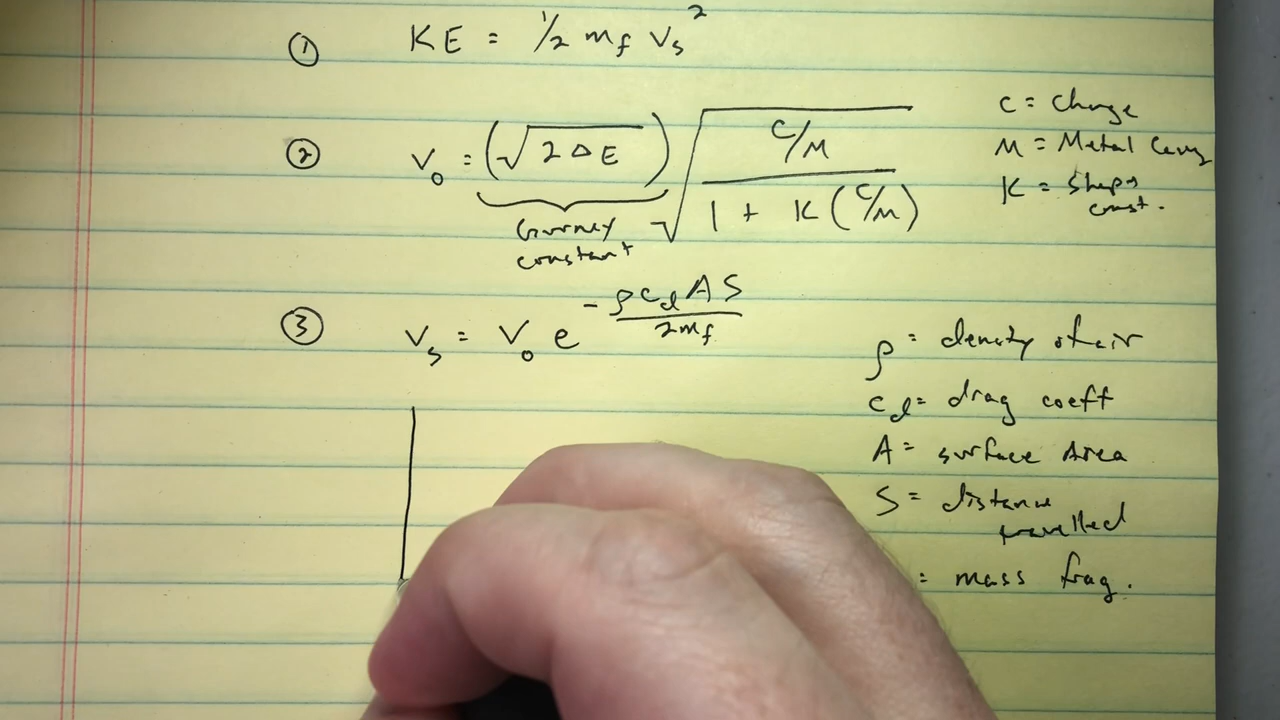 ① KE = ½ m_f v_s²
② v_o = (√(2ΔE)) √((C/M) / (1 + K(C/M)))
Gurney
constant
C = Charge
M = Metal Casing
K = Shape
const.
③ v_s = v_o e^(-ρ c_d A S / 2m_f)
ρ = density of air
c_d = drag coeff
A = surface Area
S = distance
travelled
= mass frag.